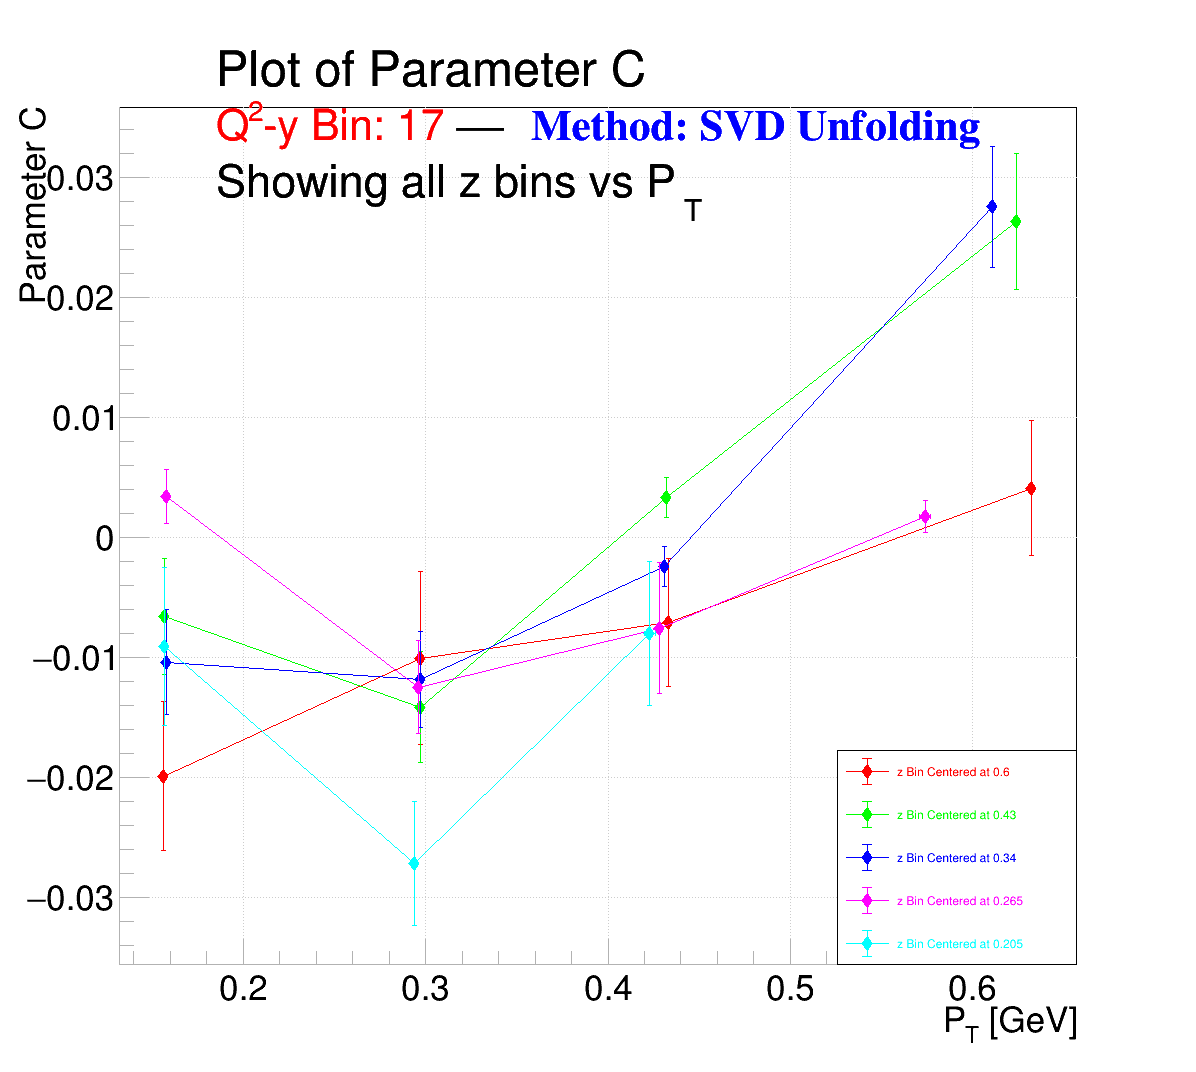 Plot of Parameter C
Q²-y Bin: 17 — Method: SVD Unfolding
Showing all z bins vs P_T
Parameter C
0.03
0.02
0.01
0
−0.01
−0.02
−0.03
z Bin Centered at 0.6
z Bin Centered at 0.43
z Bin Centered at 0.34
z Bin Centered at 0.265
z Bin Centered at 0.205
0.2 0.3 0.4 0.5 0.6
P_T [GeV]